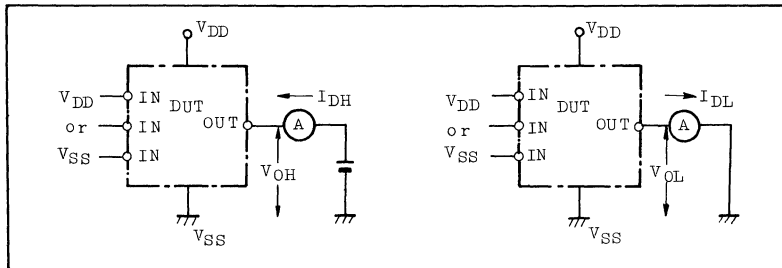 VDD
VDD IN DUT
or IN OUT A
VSS IN
IDH
VOH
VSS
VDD
VDD IN DUT
or IN OUT A
VSS IN
IDL
VOL
VSS